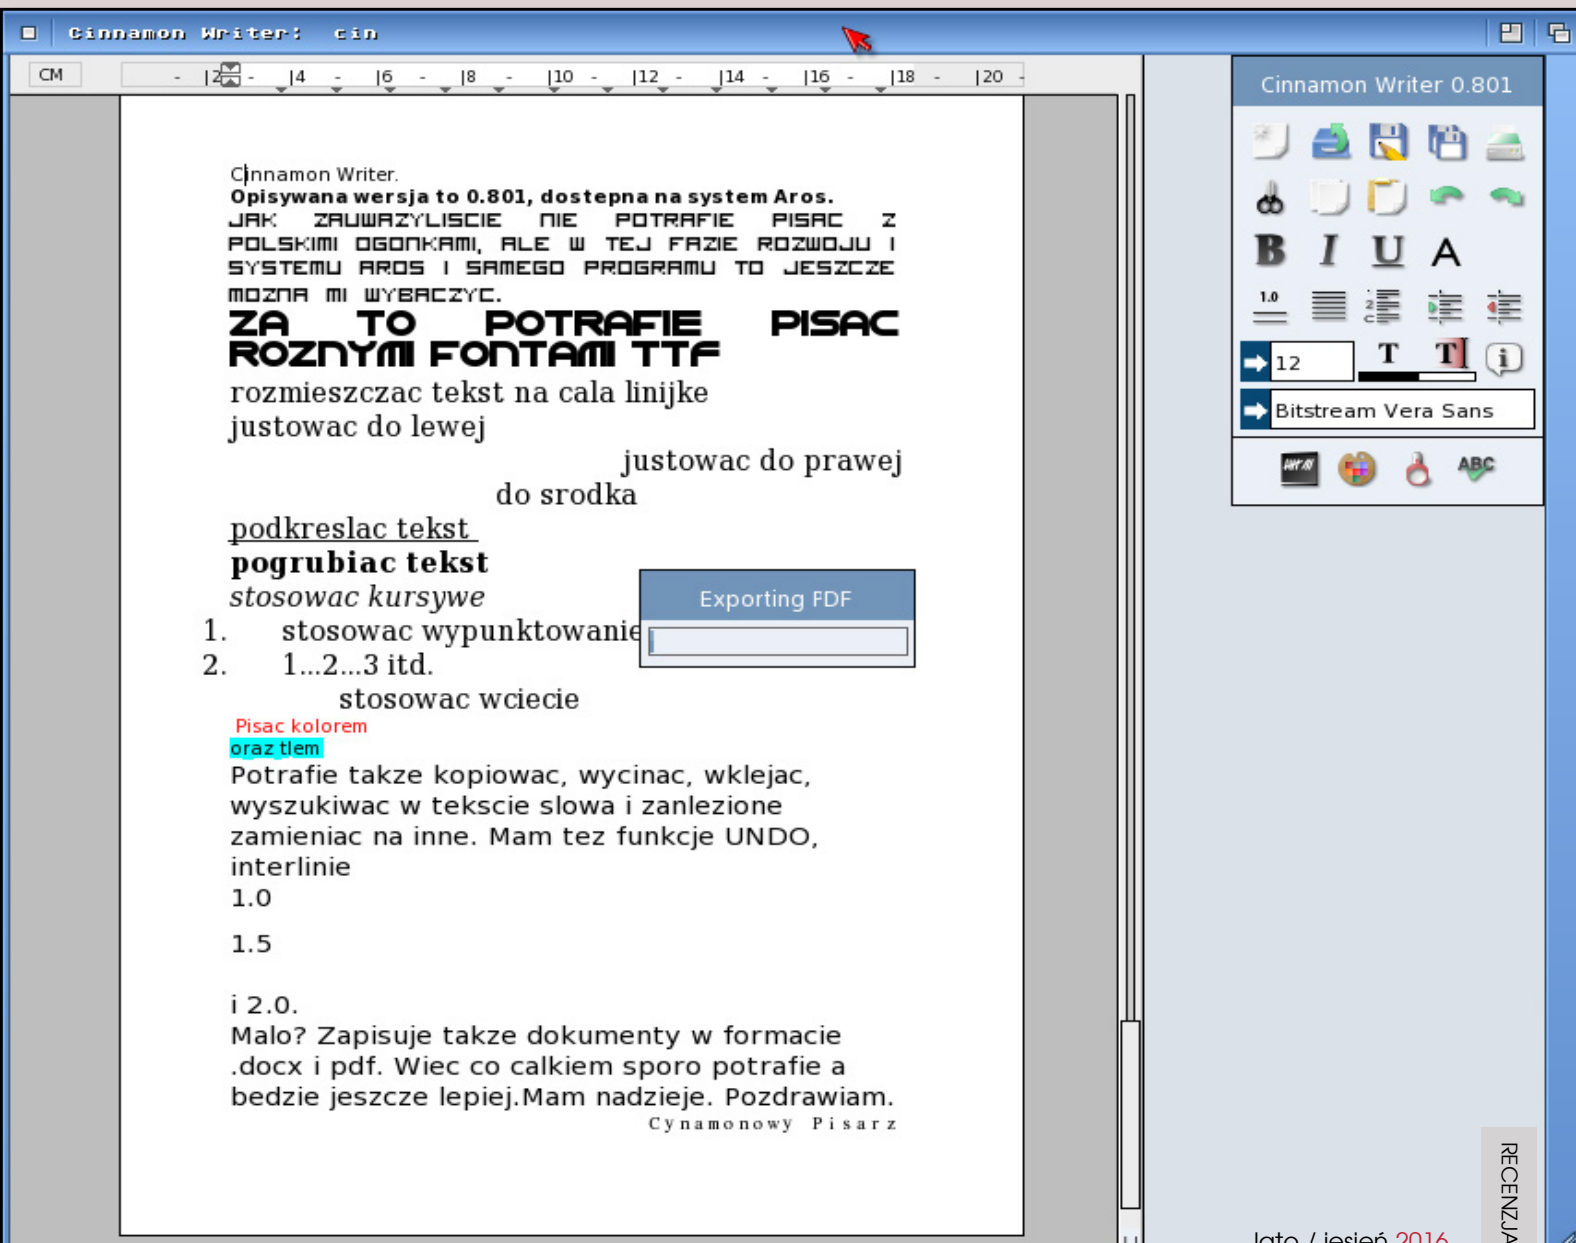 Cinnamon Writer: cin
CM
2 4 6 8 10 12 14 16 18 20
Cinnamon Writer 0.801
Cinnamon Writer.
Opisywana wersja to 0.801, dostepna na system Aros.
JAK ZAUWAZYLISCIE NIE POTRAFIE PISAC Z
POLSKIMI OGONKAMI, ALE W TEJ FAZIE ROZWOJU I
SYSTEMU AROS I SAMEGO PROGRAMU TO JESZCZE
MOZNA MI WYBACZYC.
ZA TO POTRAFIE PISAC
ROZNYMI FONTAMI TTF
rozmieszczac tekst na cala linijke
justowac do lewej
justowac do prawej
do srodka
podkreslac tekst
pogrubiac tekst
stosowac kursywe
1. stosowac wypunktowanie
2. 1...2...3 itd.
stosowac wciecie
Pisac kolorem
oraz tlem
Potrafie takze kopiowac, wycinac, wklejac,
wyszukiwac w tekscie slowa i zanlezione
zamieniac na inne. Mam tez funkcje UNDO,
interlinie
1.0
1.5
i 2.0.
Malo? Zapisuje takze dokumenty w formacie
.docx i pdf. Wiec co calkiem sporo potrafie a
bedzie jeszcze lepiej.Mam nadzieje. Pozdrawiam.
Cynamonowy Pisarz
Exporting PDF
B I U A
1.0
T T i
12
Bitstream Vera Sans
ABC
RECENZJA
lato / jesień 2016